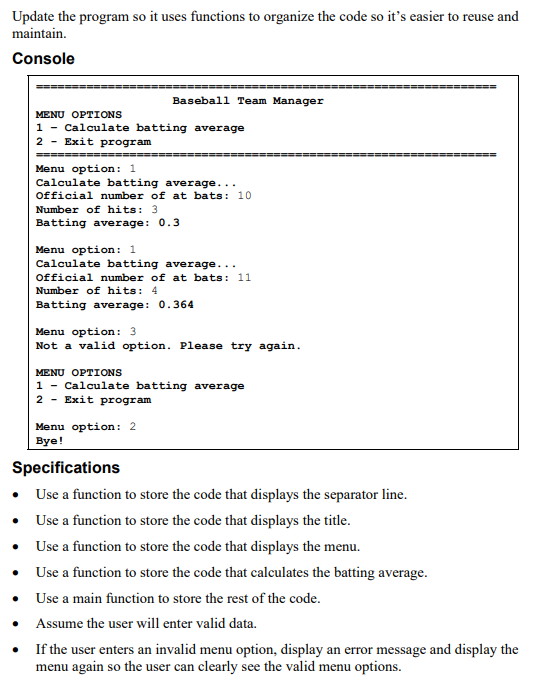 Update the program so it uses functions to organize the code so it’s easier to reuse and
maintain.
Console
================================================================
Baseball Team Manager
MENU OPTIONS
1 – Calculate batting average
2 - Exit program
================================================================
Menu option: 1
Calculate batting average...
Official number of at bats: 10
Number of hits: 3
Batting average: 0.3
Menu option: 1
Calculate batting average...
Official number of at bats: 11
Number of hits: 4
Batting average: 0.364
Menu option: 3
Not a valid option. Please try again.
MENU OPTIONS
1 – Calculate batting average
2 - Exit program
Menu option: 2
Bye!
Specifications
• Use a function to store the code that displays the separator line.
• Use a function to store the code that displays the title.
• Use a function to store the code that displays the menu.
• Use a function to store the code that calculates the batting average.
• Use a main function to store the rest of the code.
• Assume the user will enter valid data.
• If the user enters an invalid menu option, display an error message and display the
menu again so the user can clearly see the valid menu options.